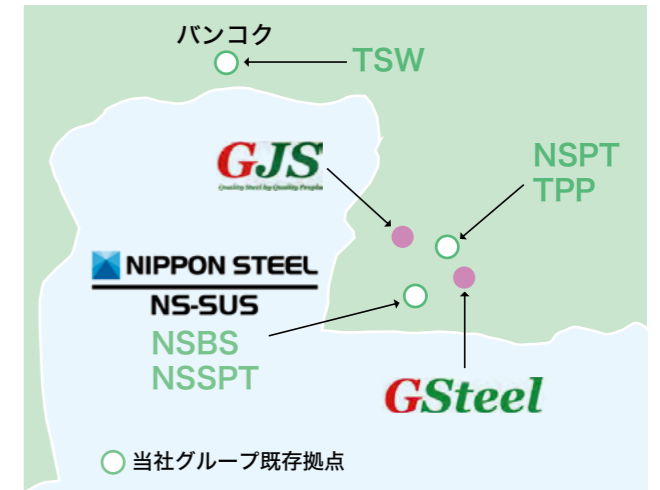 バンコク
TSW
GJS
Quality Steel by Quality People
NSPT
TPP
NIPPON STEEL
NS-SUS
NSBS
NSSPT
GSteel
当社グループ既存拠点